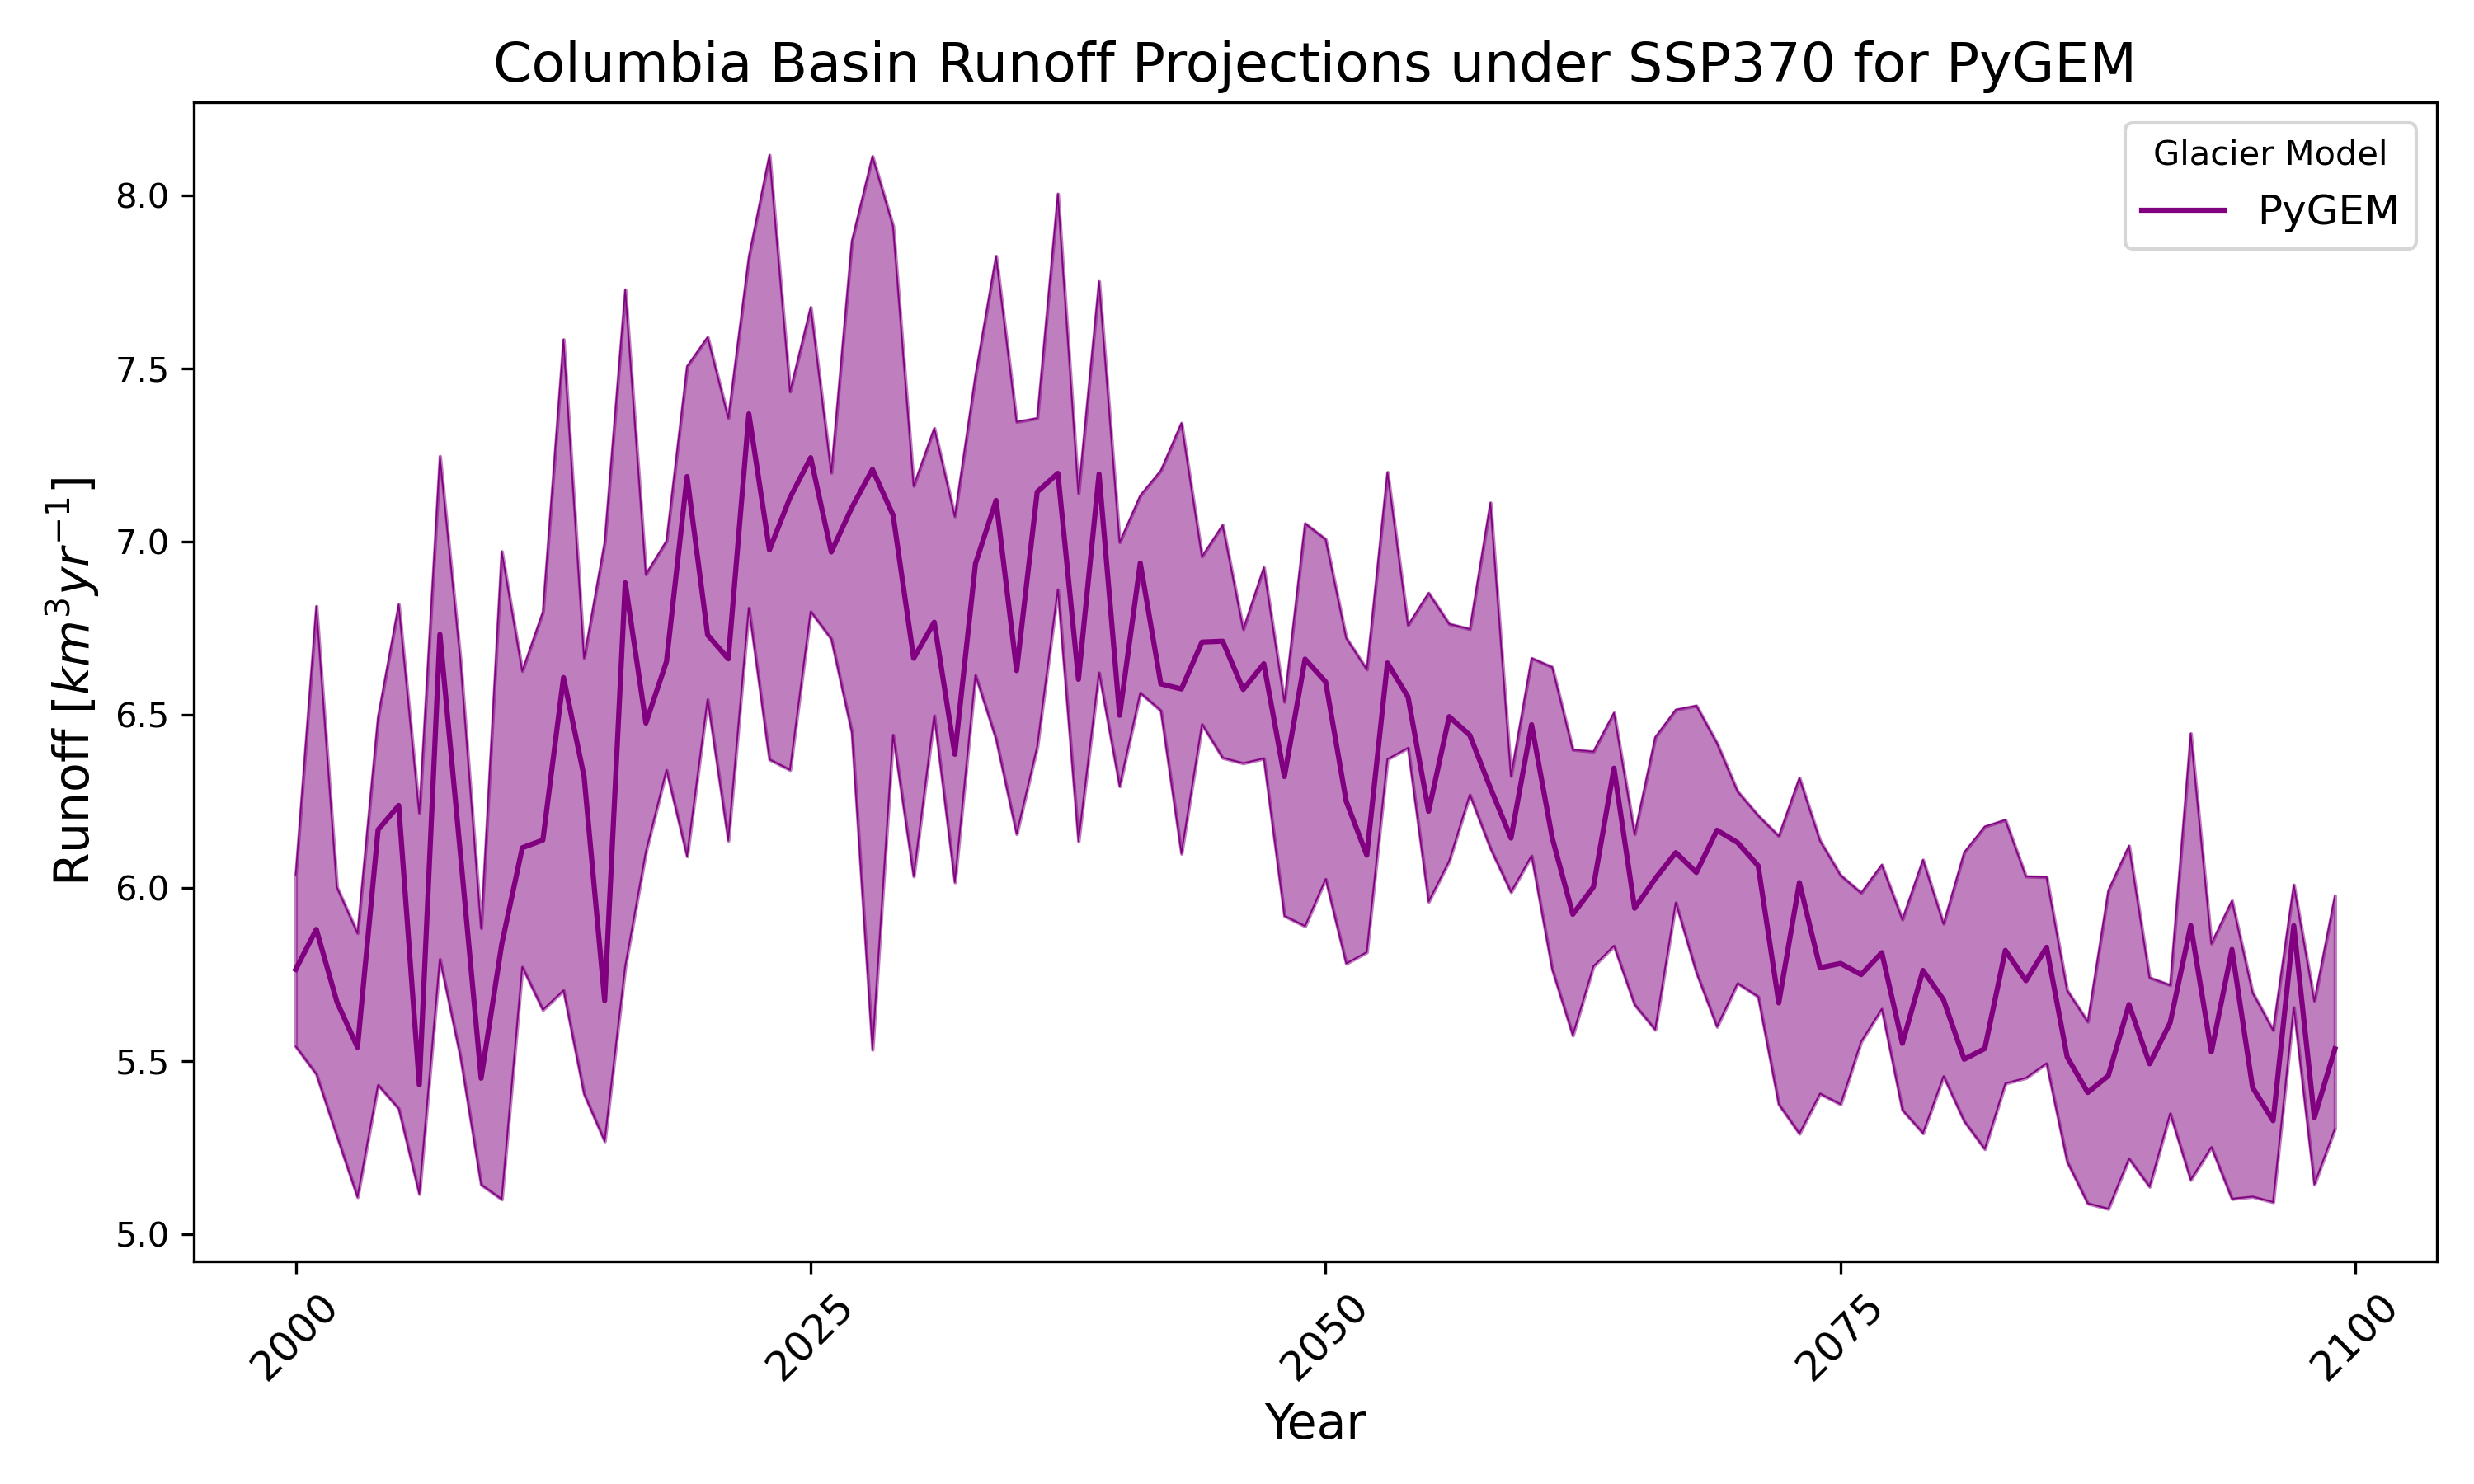 Columbia Basin Runoff Projections under SSP370 for PyGEM
Glacier Model
PyGEM
Runoff [km³yr⁻¹]
8.0
7.5
7.0
6.5
6.0
5.5
5.0
2000
2025
2050
2075
2100
Year